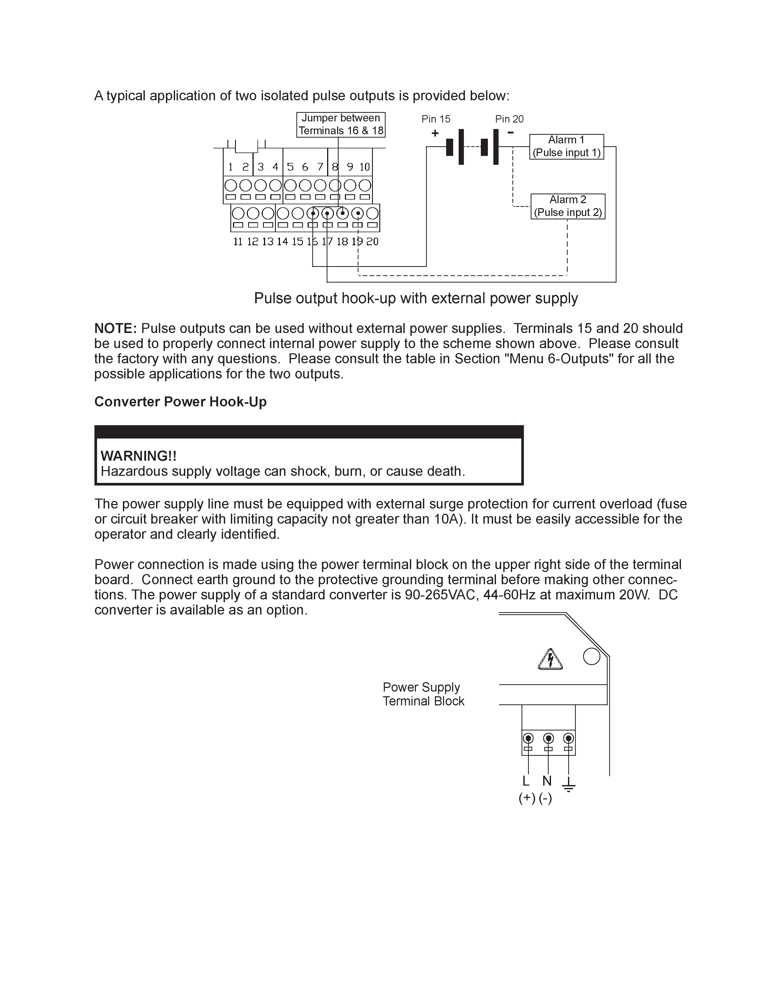 A typical application of two isolated pulse outputs is provided below:
Jumper between
Terminals 16 & 18
Pin 15
Pin 20
+
-
Alarm 1
(Pulse input 1)
1 2 3 4 5 6 7 8 9 10
Alarm 2
(Pulse input 2)
11 12 13 14 15 16 17 18 19 20
Pulse output hook-up with external power supply
NOTE: Pulse outputs can be used without external power supplies.  Terminals 15 and 20 should
be used to properly connect internal power supply to the scheme shown above.  Please consult
the factory with any questions.  Please consult the table in Section "Menu 6-Outputs" for all the
possible applications for the two outputs.
Converter Power Hook-Up
WARNING!!
Hazardous supply voltage can shock, burn, or cause death.
The power supply line must be equipped with external surge protection for current overload (fuse
or circuit breaker with limiting capacity not greater than 10A). It must be easily accessible for the
operator and clearly identified.
Power connection is made using the power terminal block on the upper right side of the terminal
board.  Connect earth ground to the protective grounding terminal before making other connec-
tions. The power supply of a standard converter is 90-265VAC, 44-60Hz at maximum 20W.  DC
converter is available as an option.
Power Supply
Terminal Block
L N
(+) (-)